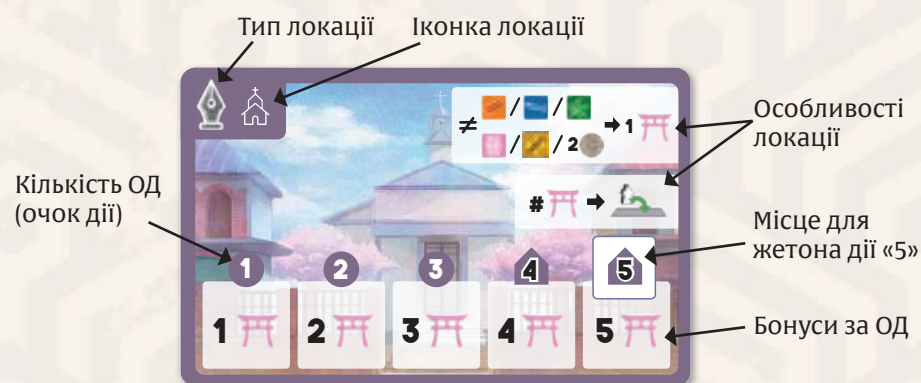 Тип локації
Іконка локації
≠ / /
/ / 2 → 1
Особливості
локації
# →
Кількість ОД
(очок дії)
Місце для
жетона дії «5»
1 2 3 4 5
1 2 3 4 5
Бонуси за ОД